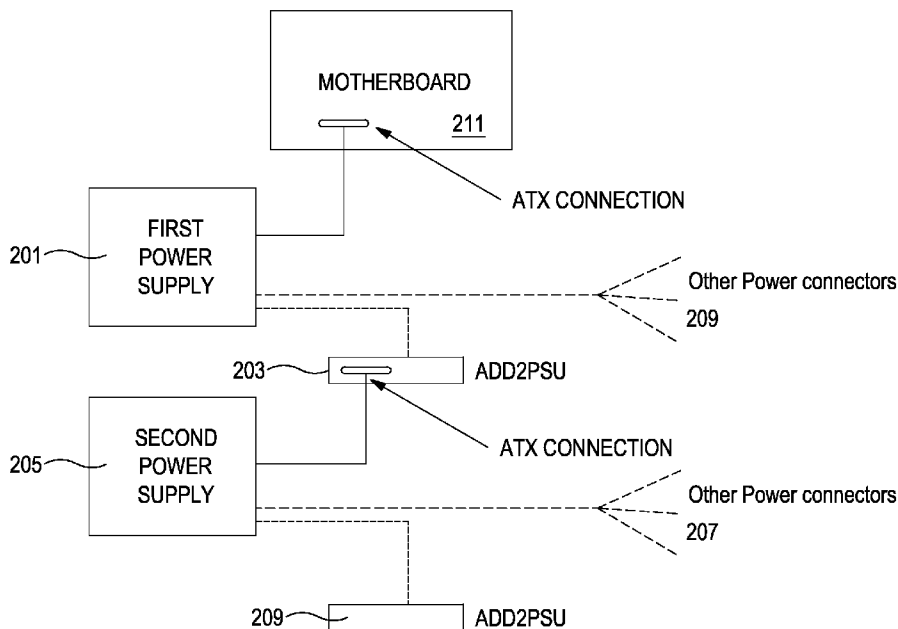 MOTHERBOARD
211
ATX CONNECTION
FIRST
POWER
SUPPLY
201
Other Power connectors
209
203
ADD2PSU
SECOND
POWER
SUPPLY
205
ATX CONNECTION
Other Power connectors
207
209
ADD2PSU